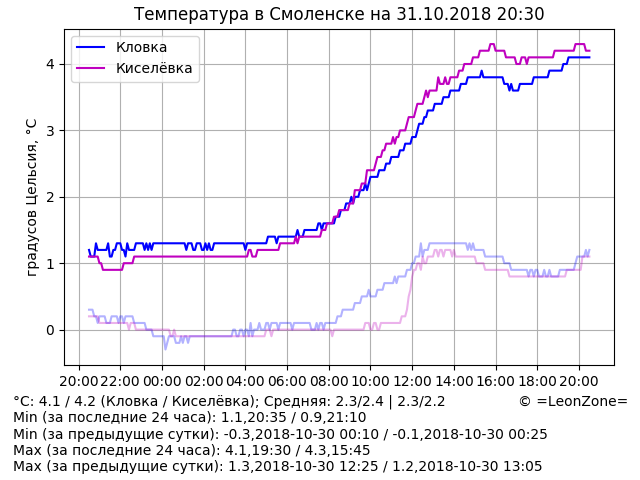 Температура в Смоленске на 31.10.2018 20:30
Кловка
Киселёвка
градусов Цельсия, °C
4
3
2
1
0
20:00 22:00 00:00 02:00 04:00 06:00 08:00 10:00 12:00 14:00 16:00 18:00 20:00
°C: 4.1 / 4.2 (Кловка / Киселёвка); Средняя: 2.3/2.4 | 2.3/2.2 © =LeonZone=
Min (за последние 24 часа): 1.1,20:35 / 0.9,21:10
Min (за предыдущие сутки): -0.3,2018-10-30 00:10 / -0.1,2018-10-30 00:25
Max (за последние 24 часа): 4.1,19:30 / 4.3,15:45
Max (за предыдущие сутки): 1.3,2018-10-30 12:25 / 1.2,2018-10-30 13:05